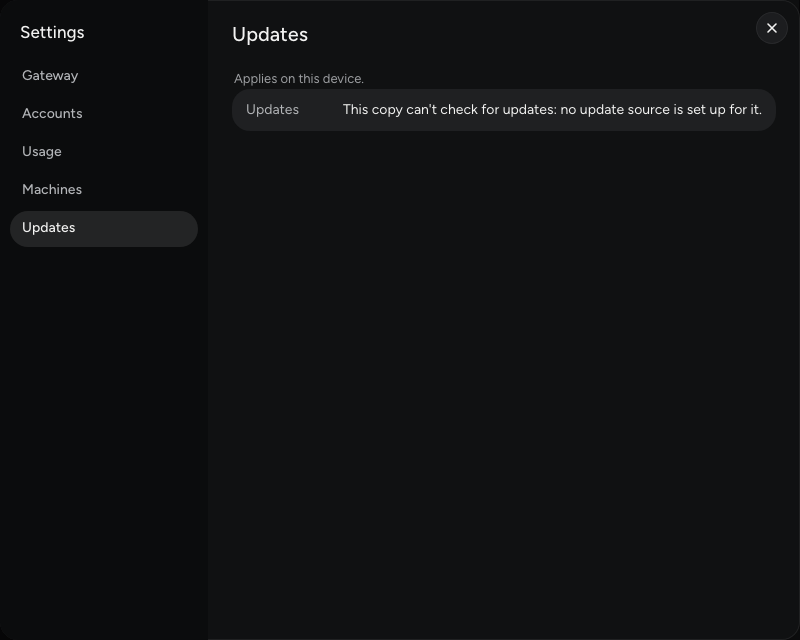 Settings
Gateway
Accounts
Usage
Machines
Updates
Updates
Applies on this device.
Updates This copy can't check for updates: no update source is set up for it.